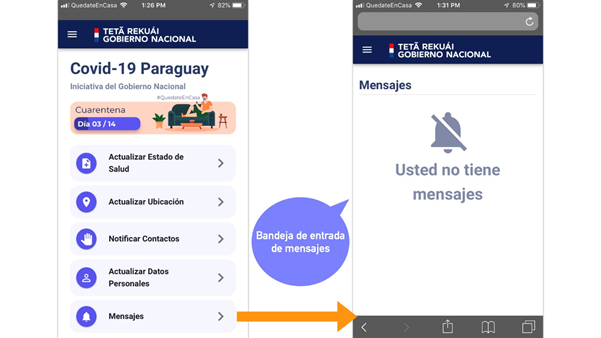 QuedateEnCasa 1:26 PM 82%
TETÃ REKUÁI
GOBIERNO NACIONAL
Covid-19 Paraguay
Iniciativa del Gobierno Nacional
#QuedateEnCasa
Cuarentena
Día 03 / 14
Actualizar Estado de
Salud
Actualizar Ubicación
Notificar Contactos
Actualizar Datos
Personales
Mensajes
Bandeja de entrada
de mensajes
QuedateEnCasa 1:31 PM 80%
TETÃ REKUÁI
GOBIERNO NACIONAL
Mensajes
Usted no tiene
mensajes